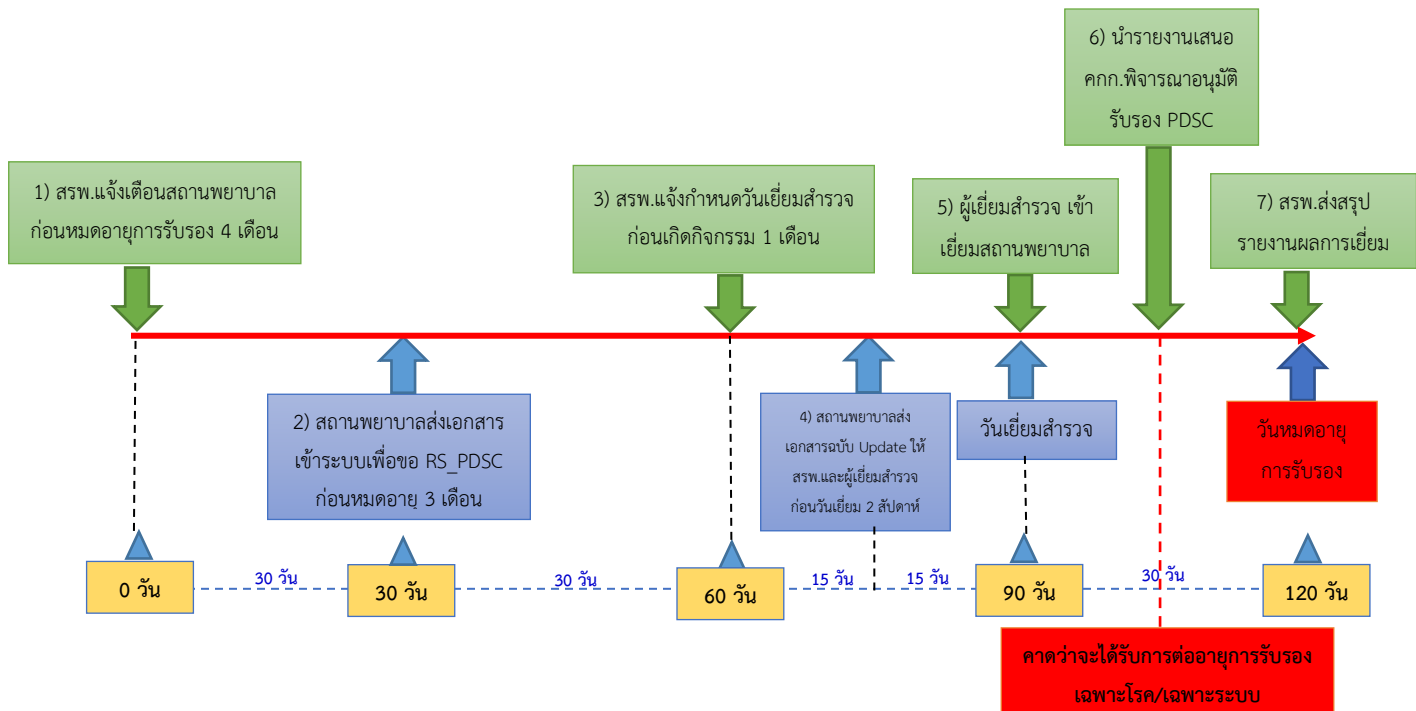 6) นำรายงานเสนอ
คกก.พิจารณาอนุมัติ
รับรอง PDSC
1) สรพ.แจ้งเตือนสถานพยาบาล
ก่อนหมดอายุการรับรอง 4 เดือน
3) สรพ.แจ้งกำหนดวันเยี่ยมสำรวจ
ก่อนเกิดกิจกรรม 1 เดือน
5) ผู้เยี่ยมสำรวจ เข้า
เยี่ยมสถานพยาบาล
7) สรพ.ส่งสรุป
รายงานผลการเยี่ยม
2) สถานพยาบาลส่งเอกสาร
เข้าระบบเพื่อขอ RS_PDSC
ก่อนหมดอายุ 3 เดือน
4) สถานพยาบาลส่ง
เอกสารฉบับ Update ให้
สรพ.และผู้เยี่ยมสำรวจ
ก่อนวันเยี่ยม 2 สัปดาห์
วันเยี่ยมสำรวจ
วันหมดอายุ
การรับรอง
0 วัน
30 วัน
30 วัน
30 วัน
60 วัน
15 วัน
15 วัน
90 วัน
30 วัน
120 วัน
คาดว่าจะได้รับการต่ออายุการรับรอง
เฉพาะโรค/เฉพาะระบบ